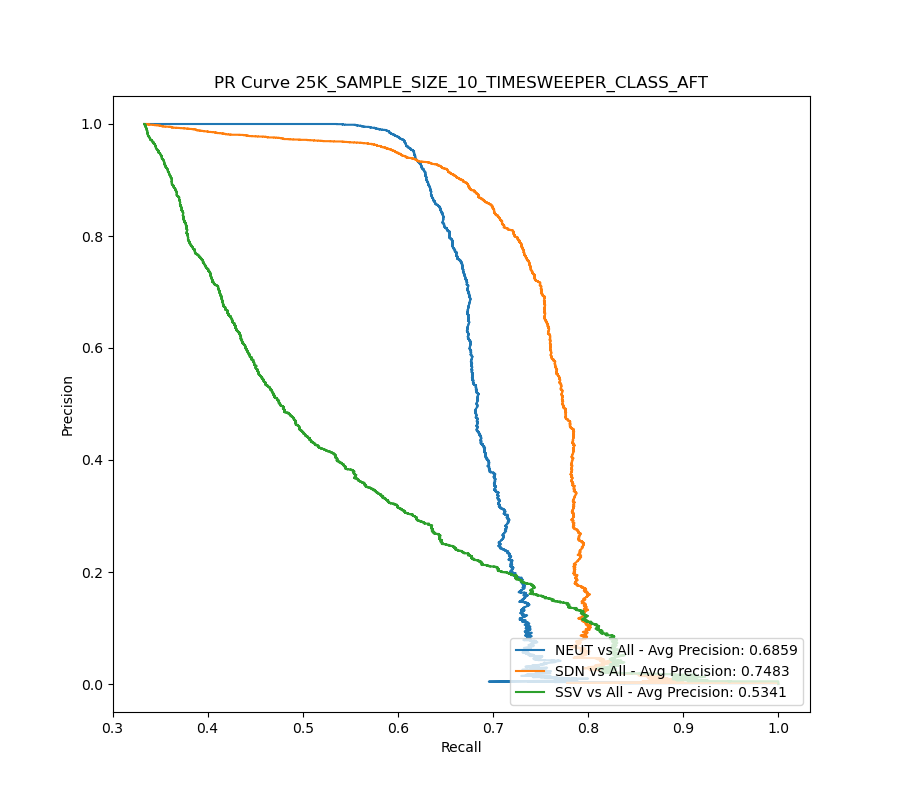 PR Curve 25K_SAMPLE_SIZE_10_TIMESWEEPER_CLASS_AFT
1.0
0.8
0.6
0.4
0.2
0.0
Precision
NEUT vs All - Avg Precision: 0.6859
SDN vs All - Avg Precision: 0.7483
SSV vs All - Avg Precision: 0.5341
0.3 0.4 0.5 0.6 0.7 0.8 0.9 1.0
Recall